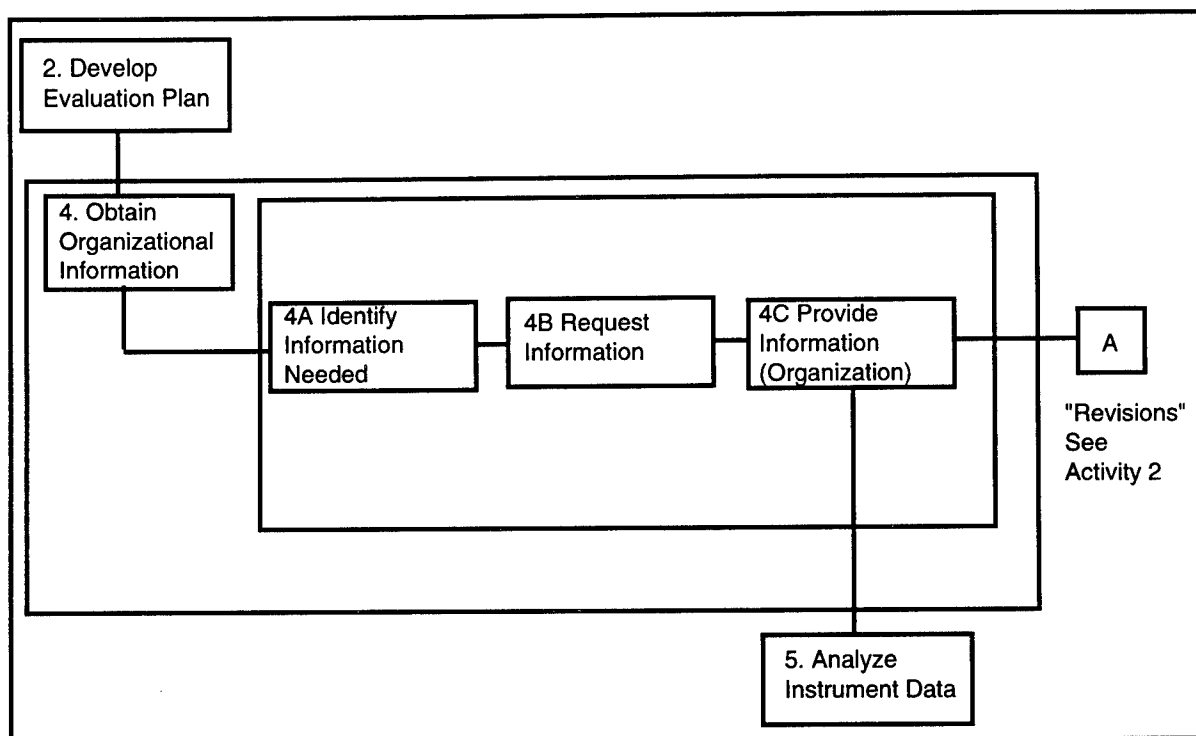 2. Develop
Evaluation Plan
4. Obtain
Organizational
Information
4A Identify
Information
Needed
4B Request
Information
4C Provide
Information
(Organization)
A
"Revisions"
See
Activity 2
5. Analyze
Instrument Data